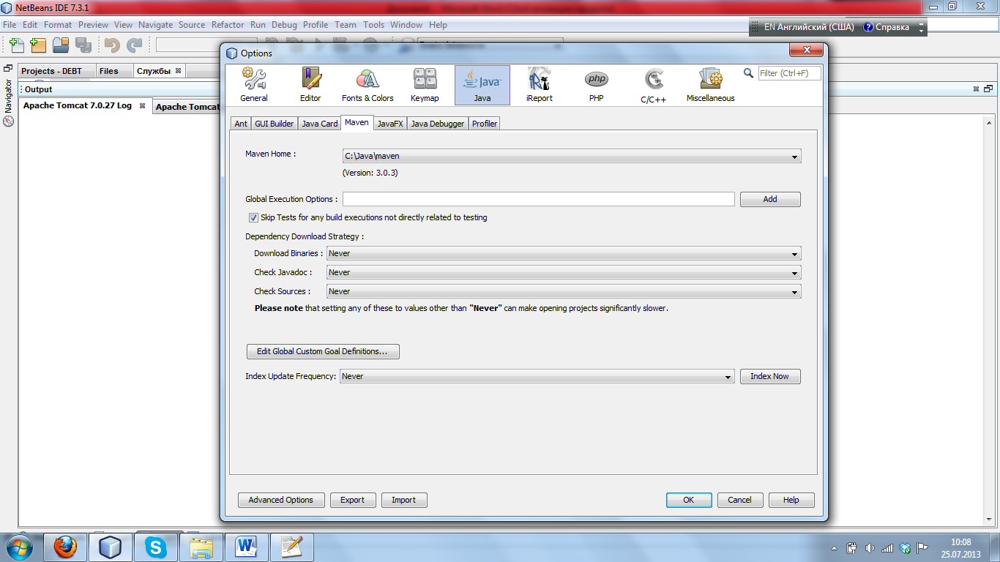 NetBeans IDE 7.3.1
File Edit Format Preview View Navigate Source Refactor Run Debug Profile Team Tools Window Help
EN Английский (США) Справка
Projects - DEBT Files Службы
Navigator
Output
Apache Tomcat 7.0.27 Log Apache Tomcat
Options
General Editor Fonts & Colors Keymap Java iReport PHP C/C++ Miscellaneous
Filter (Ctrl+F)
Ant GUI Builder Java Card Maven JavaFX Java Debugger Profiler
Maven Home : C:\Java\maven
(Version: 3.0.3)
Global Execution Options : Add
Skip Tests for any build executions not directly related to testing
Dependency Download Strategy :
Download Binaries : Never
Check Javadoc : Never
Check Sources : Never
Please note that setting any of these to values other than "Never" can make opening projects significantly slower.
Edit Global Custom Goal Definitions...
Index Update Frequency: Never Index Now
Advanced Options Export Import OK Cancel Help
10:08
25.07.2013